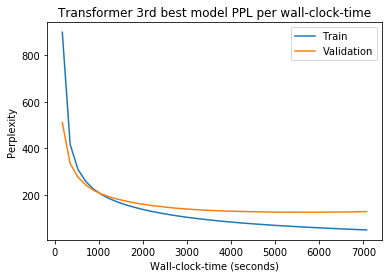 Transformer 3rd best model PPL per wall-clock-time
Train
Validation
800
600
400
200
Perplexity
0 1000 2000 3000 4000 5000 6000 7000
Wall-clock-time (seconds)